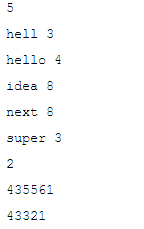 5
hell 3
hello 4
idea 8
next 8
super 3
2
435561
43321